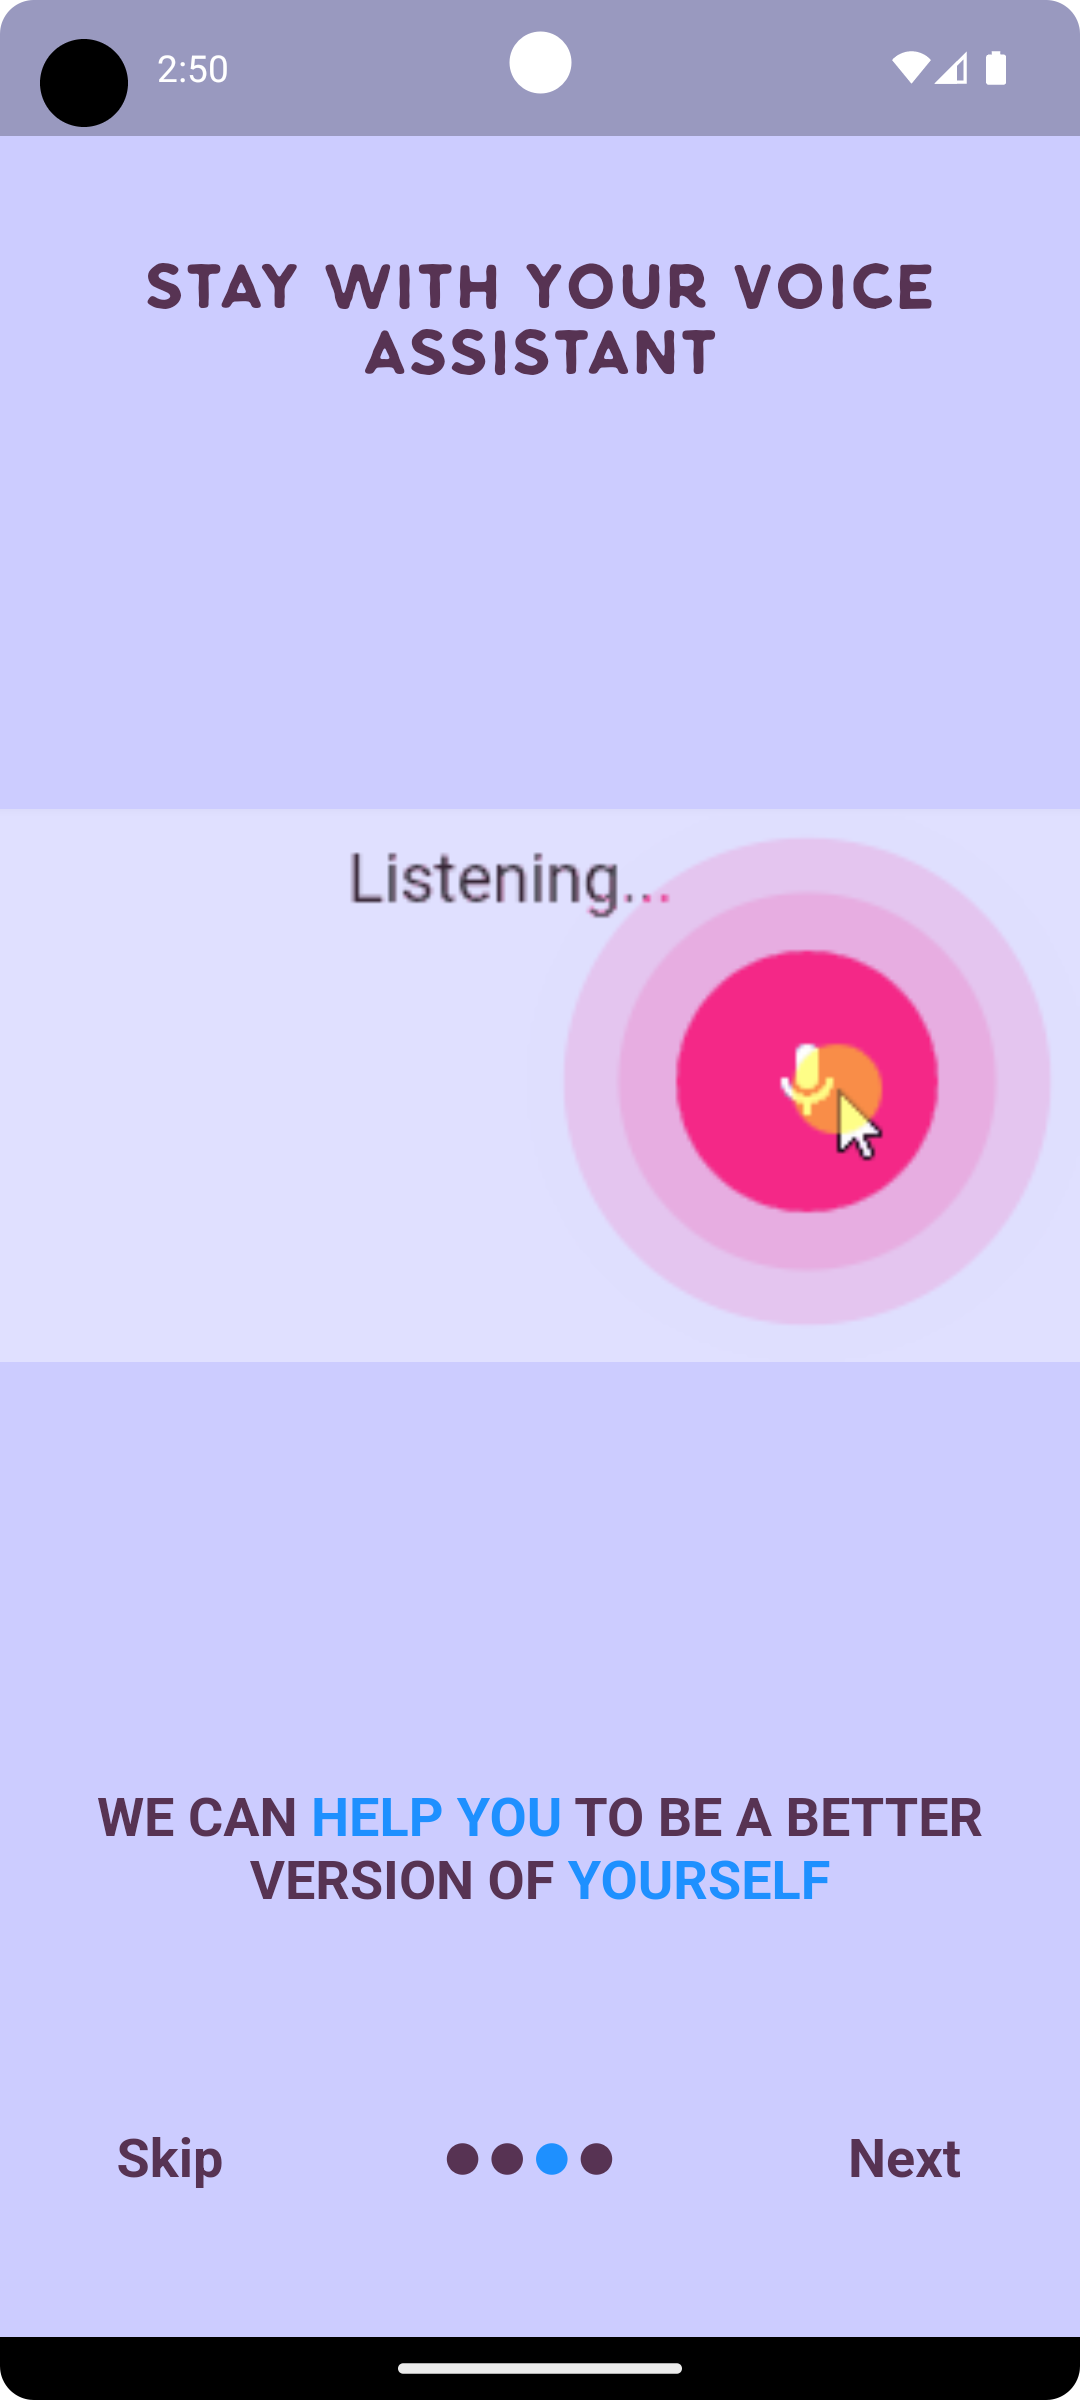 2:50
STAY WITH YOUR VOICE
ASSISTANT
Listening...
WE CAN HELP YOU TO BE A BETTER
VERSION OF YOURSELF
Skip
Next